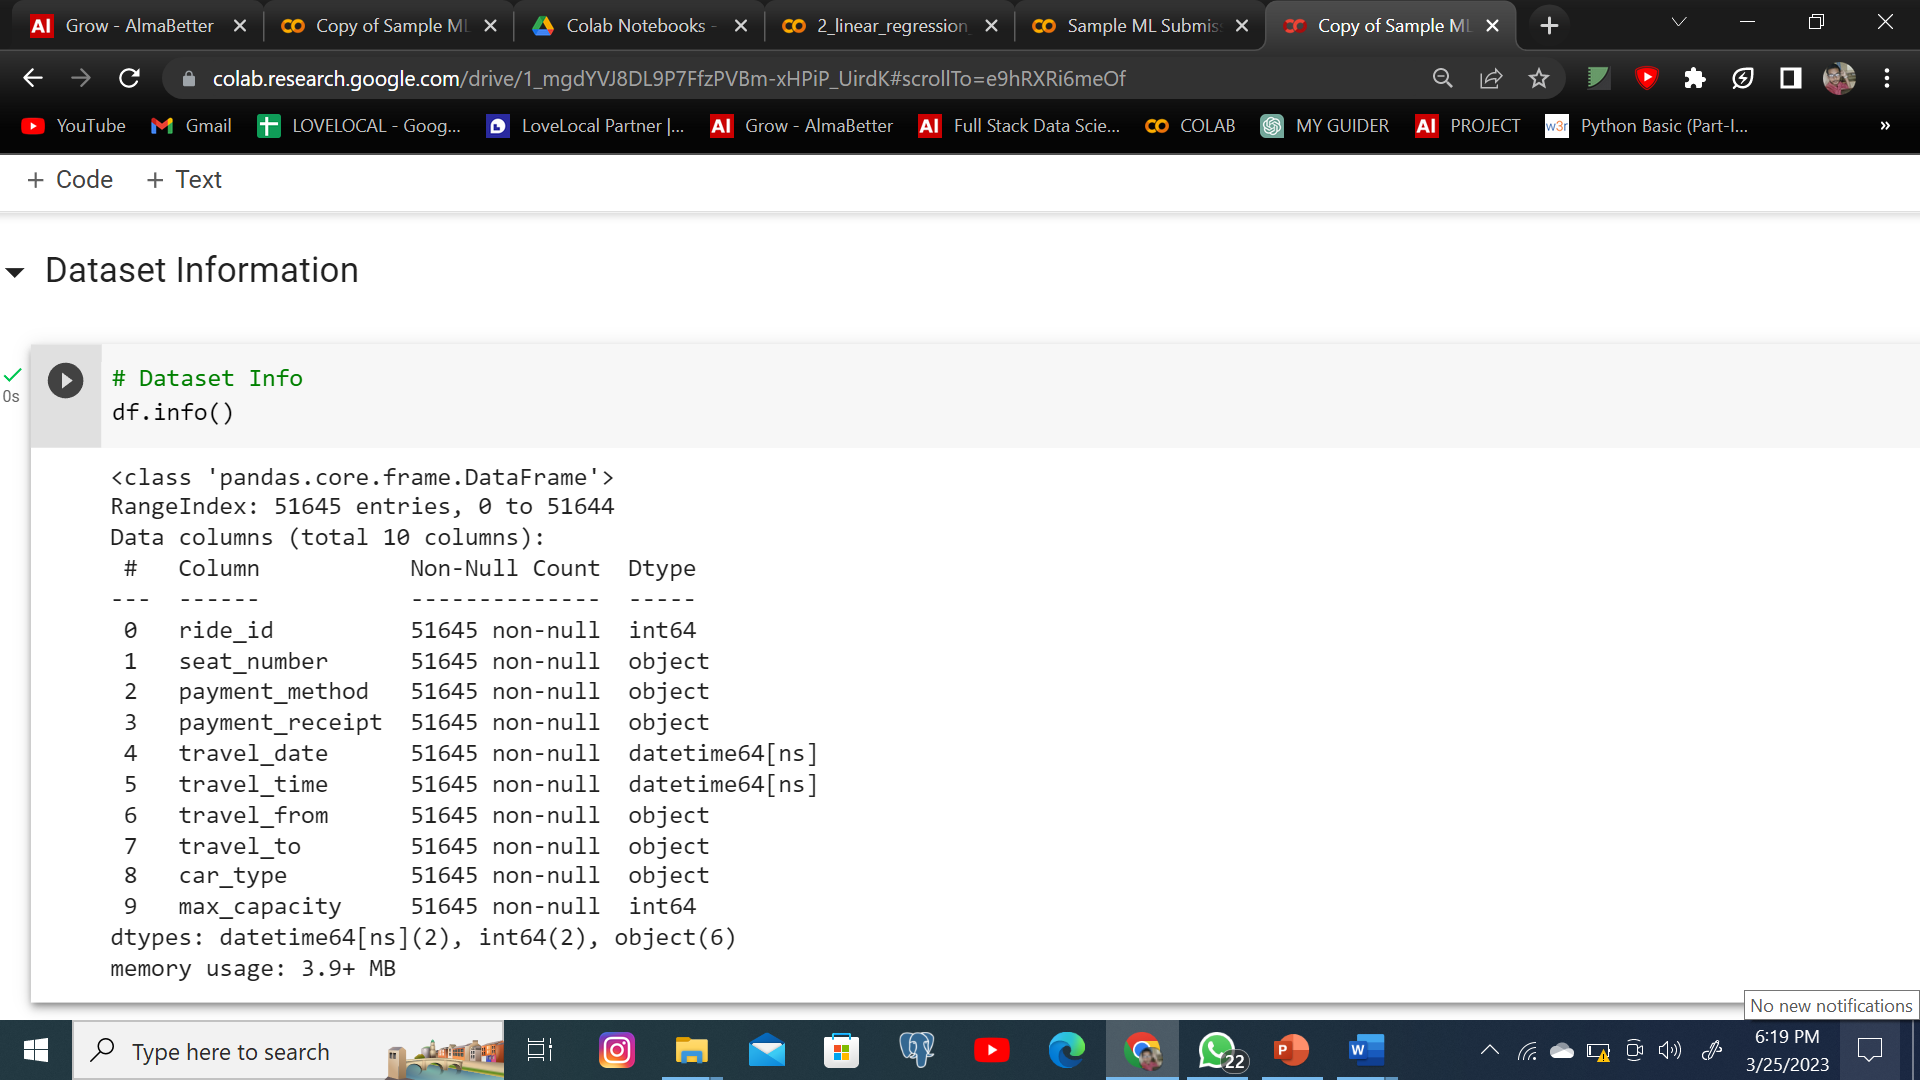 Grow - AlmaBetter
Copy of Sample ML
Colab Notebooks -
2_linear_regression_
Sample ML Submis
Copy of Sample ML
colab.research.google.com/drive/1_mgdYVJ8DL9P7FfzPVBm-xHPiP_UirdK#scrollTo=e9hRXRi6meOf
YouTube
Gmail
LOVELOCAL - Goog...
LoveLocal Partner |...
AI
Grow - AlmaBetter
AI
Full Stack Data Scie...
COLAB
MY GUIDER
AI
PROJECT
w3r
Python Basic (Part-I...
»
+ Code
+ Text
Dataset Information
0s
# Dataset Info
df.info()
<class 'pandas.core.frame.DataFrame'>
RangeIndex: 51645 entries, 0 to 51644
Data columns (total 10 columns):
# Column Non-Null Count Dtype
--- ------ -------------- -----
0 ride_id 51645 non-null int64
1 seat_number 51645 non-null object
2 payment_method 51645 non-null object
3 payment_receipt 51645 non-null object
4 travel_date 51645 non-null datetime64[ns]
5 travel_time 51645 non-null datetime64[ns]
6 travel_from 51645 non-null object
7 travel_to 51645 non-null object
8 car_type 51645 non-null object
9 max_capacity 51645 non-null int64
dtypes: datetime64[ns](2), int64(2), object(6)
memory usage: 3.9+ MB
No new notifications
Type here to search
22
P
W
6:19 PM
3/25/2023